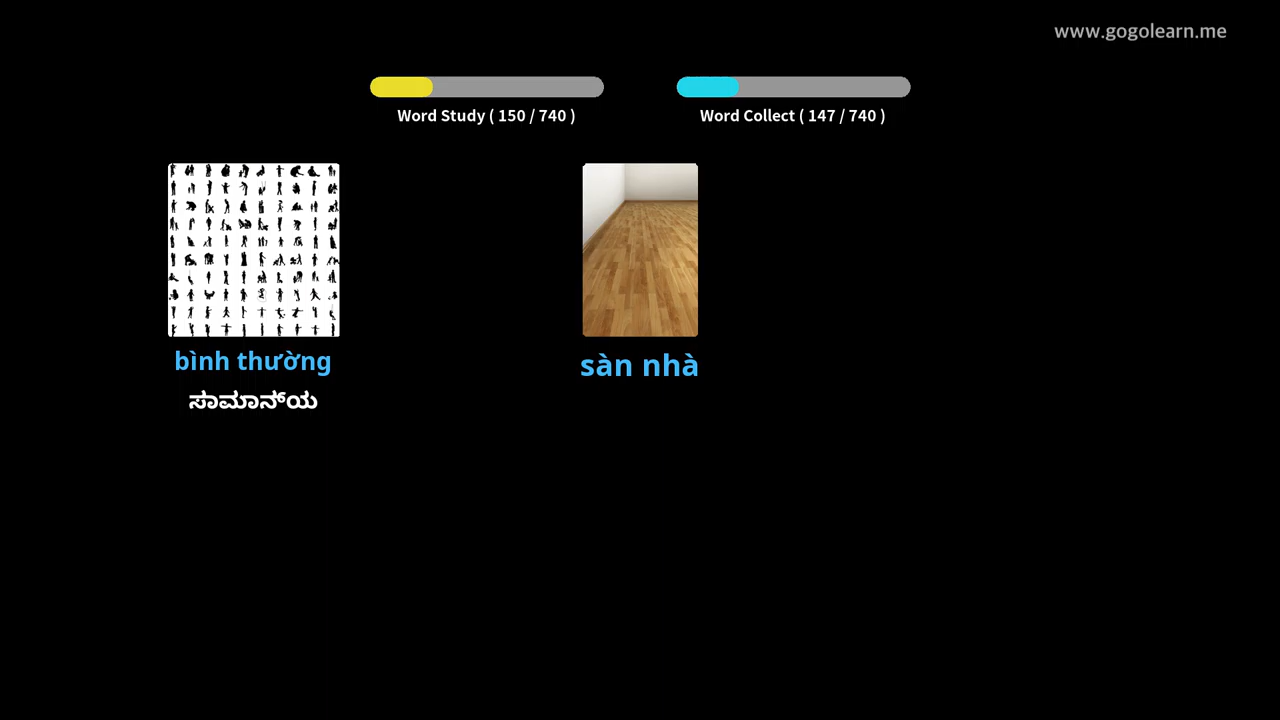 www.gogolearn.me
Word Study ( 150 / 740 )
Word Collect ( 147 / 740 )
bình thường
ಸಾಮಾನ್ಯ
sàn nhà